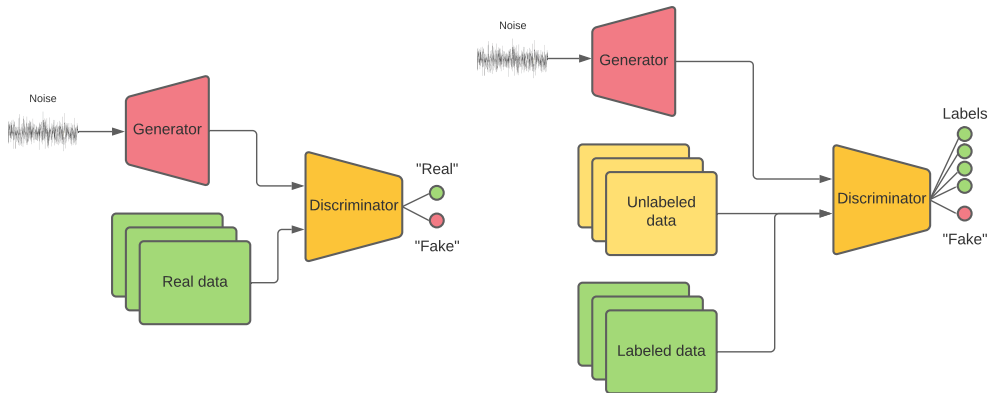 Noise
Generator
"Real"
Discriminator
"Fake"
Real data
Noise
Generator
Labels
Unlabeled
data
Discriminator
"Fake"
Labeled data